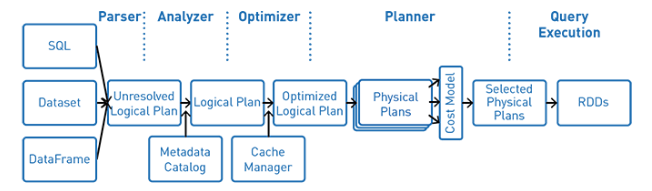 Parser
Analyzer
Optimizer
Planner
Query
Execution
SQL
Dataset
DataFrame
Unresolved
Logical Plan
Logical Plan
Optimized
Logical Plan
Physical
Plans
Cost Model
Selected
Physical
Plans
RDDs
Metadata
Catalog
Cache
Manager